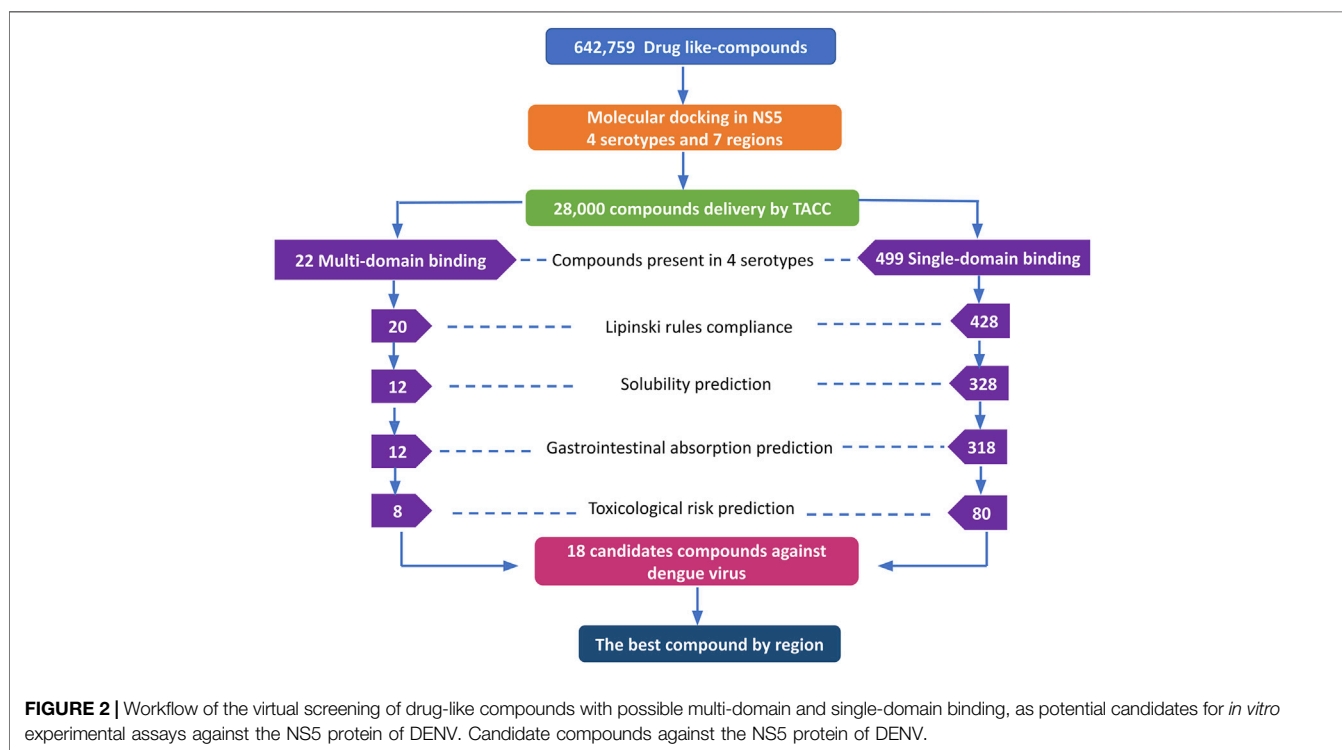 642,759 Drug like-compounds
Molecular docking in NS5
4 serotypes and 7 regions
28,000 compounds delivery by TACC
22 Multi-domain binding
Compounds present in 4 serotypes
499 Single-domain binding
20
Lipinski rules compliance
428
12
Solubility prediction
328
12
Gastrointestinal absorption prediction
318
8
Toxicological risk prediction
80
18 candidates compounds against
dengue virus
The best compound by region
FIGURE 2 | Workflow of the virtual screening of drug-like compounds with possible multi-domain and single-domain binding, as potential candidates for in vitro
experimental assays against the NS5 protein of DENV. Candidate compounds against the NS5 protein of DENV.